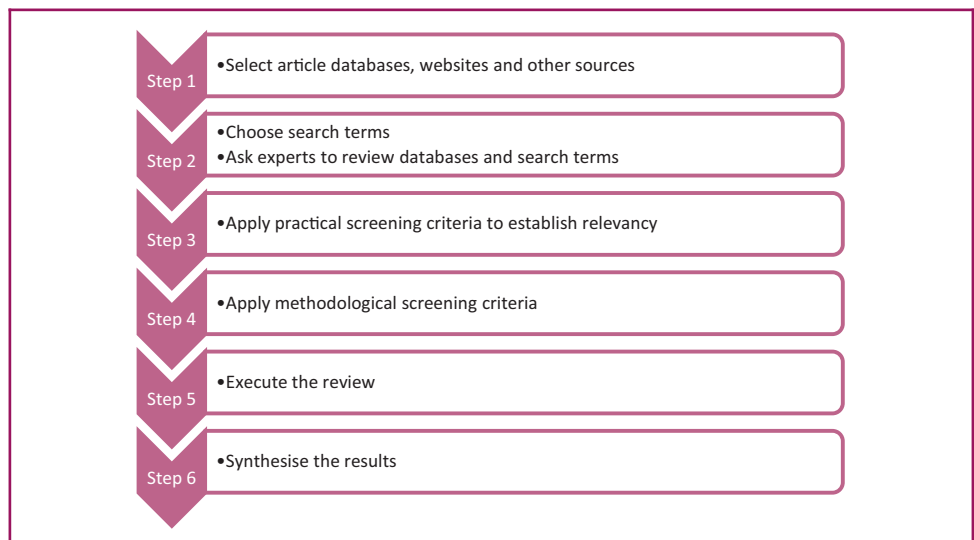 Step 1
•Select article databases, websites and other sources
Step 2
•Choose search terms
•Ask experts to review databases and search terms
Step 3
•Apply practical screening criteria to establish relevancy
Step 4
•Apply methodological screening criteria
Step 5
•Execute the review
Step 6
•Synthesise the results